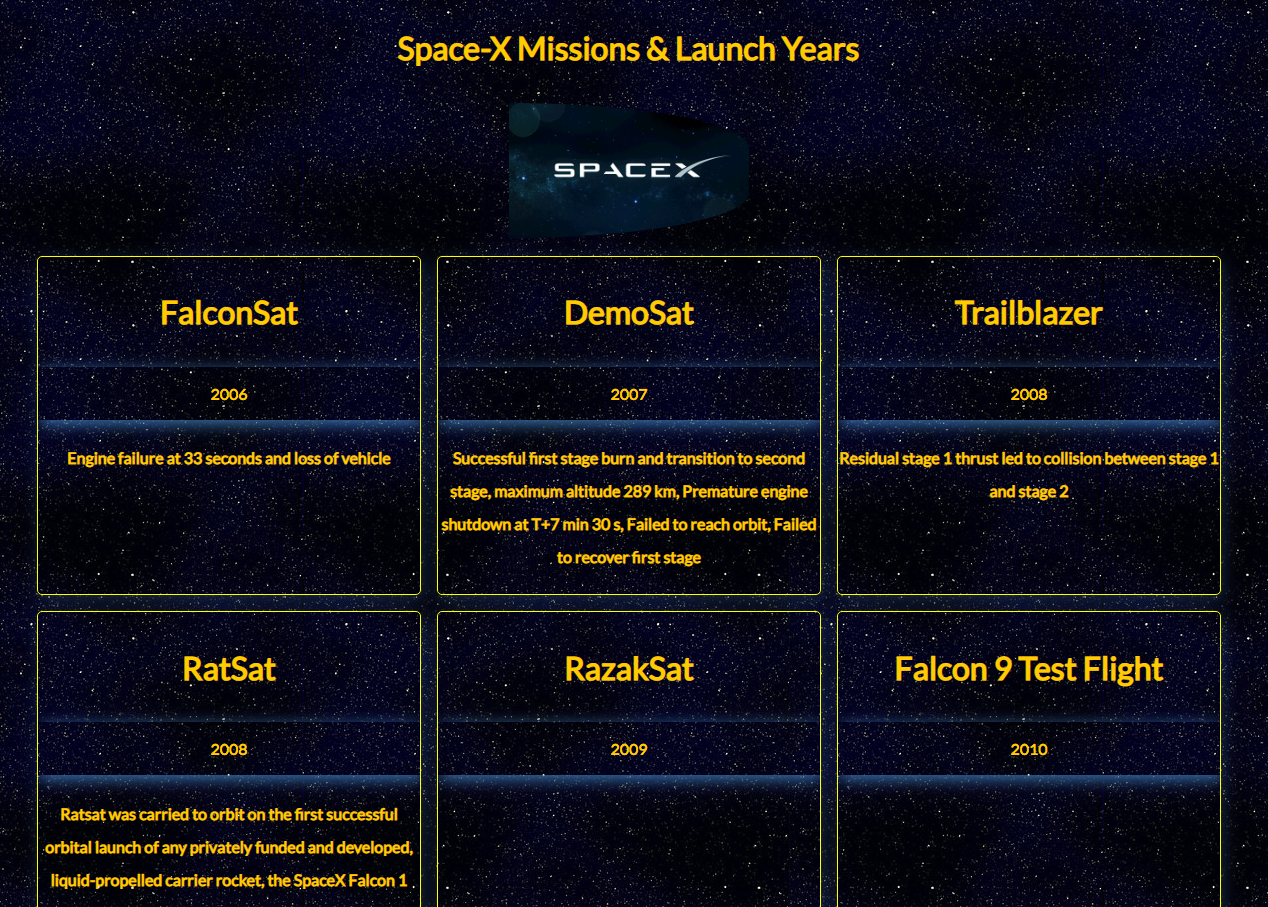 Space-X Missions & Launch Years
SPACEX
FalconSat
2006
Engine failure at 33 seconds and loss of vehicle
DemoSat
2007
Successful first stage burn and transition to second
stage, maximum altitude 289 km, Premature engine
shutdown at T+7 min 30 s, Failed to reach orbit, Failed
to recover first stage
Trailblazer
2008
Residual stage 1 thrust led to collision between stage 1
and stage 2
RatSat
2008
Ratsat was carried to orbit on the first successful
orbital launch of any privately funded and developed,
liquid-propelled carrier rocket, the SpaceX Falcon 1
RazakSat
2009
Falcon 9 Test Flight
2010